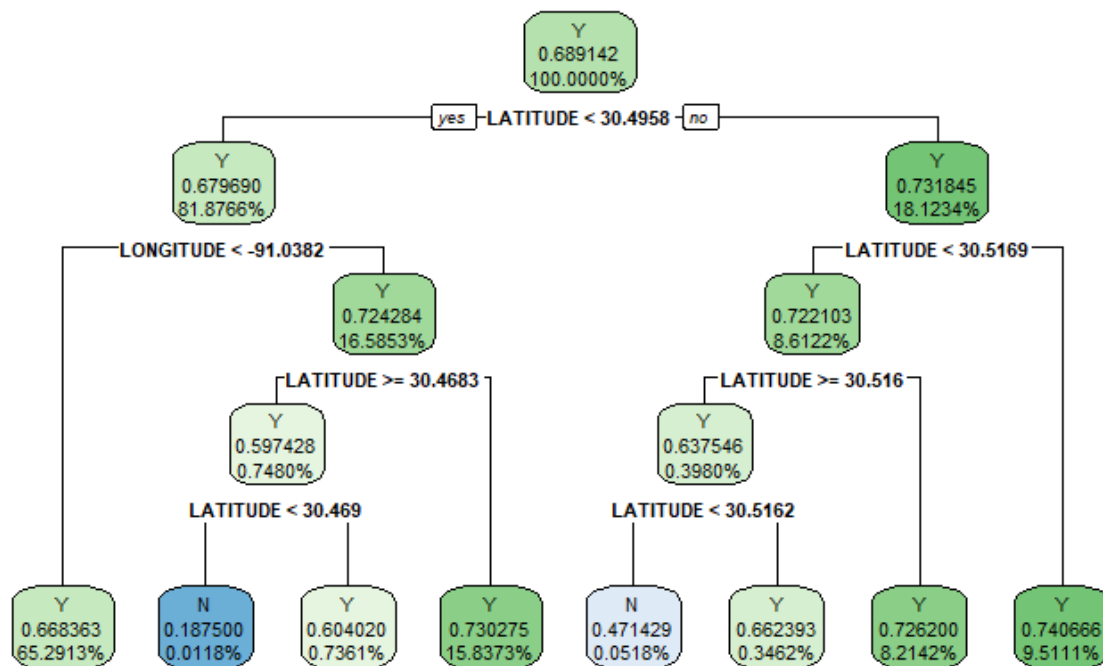 Y
0.689142
100.0000%
yes LATITUDE < 30.4958 no
Y
0.679690
81.8766%
Y
0.731845
18.1234%
LONGITUDE < -91.0382
LATITUDE < 30.5169
Y
0.724284
16.5853%
Y
0.722103
8.6122%
LATITUDE >= 30.4683
LATITUDE >= 30.516
Y
0.597428
0.7480%
Y
0.637546
0.3980%
LATITUDE < 30.469
LATITUDE < 30.5162
Y
0.668363
65.2913%
N
0.187500
0.0118%
Y
0.604020
0.7361%
Y
0.730275
15.8373%
N
0.471429
0.0518%
Y
0.662393
0.3462%
Y
0.726200
8.2142%
Y
0.740666
9.5111%